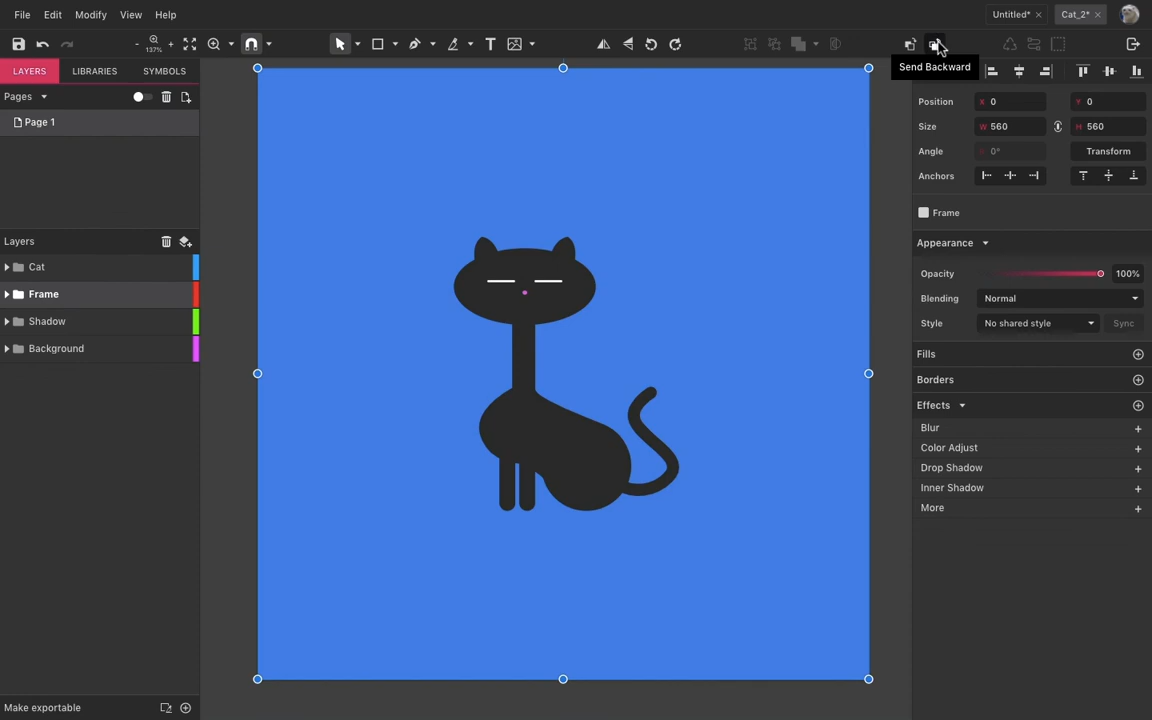 File Edit Modify View Help Untitled* Cat_2*
- 137% + T
Send Backward
LAYERS LIBRARIES SYMBOLS
Pages
Position X 0 Y 0
Page 1
Size W 560 H 560
Angle 0° Transform
Anchors
Frame
Layers
Appearance
Cat
Opacity 100%
Frame
Blending Normal
Shadow
Style No shared style Sync
Background
Fills
Borders
Effects
Blur +
Color Adjust +
Drop Shadow +
Inner Shadow +
More +
Make exportable